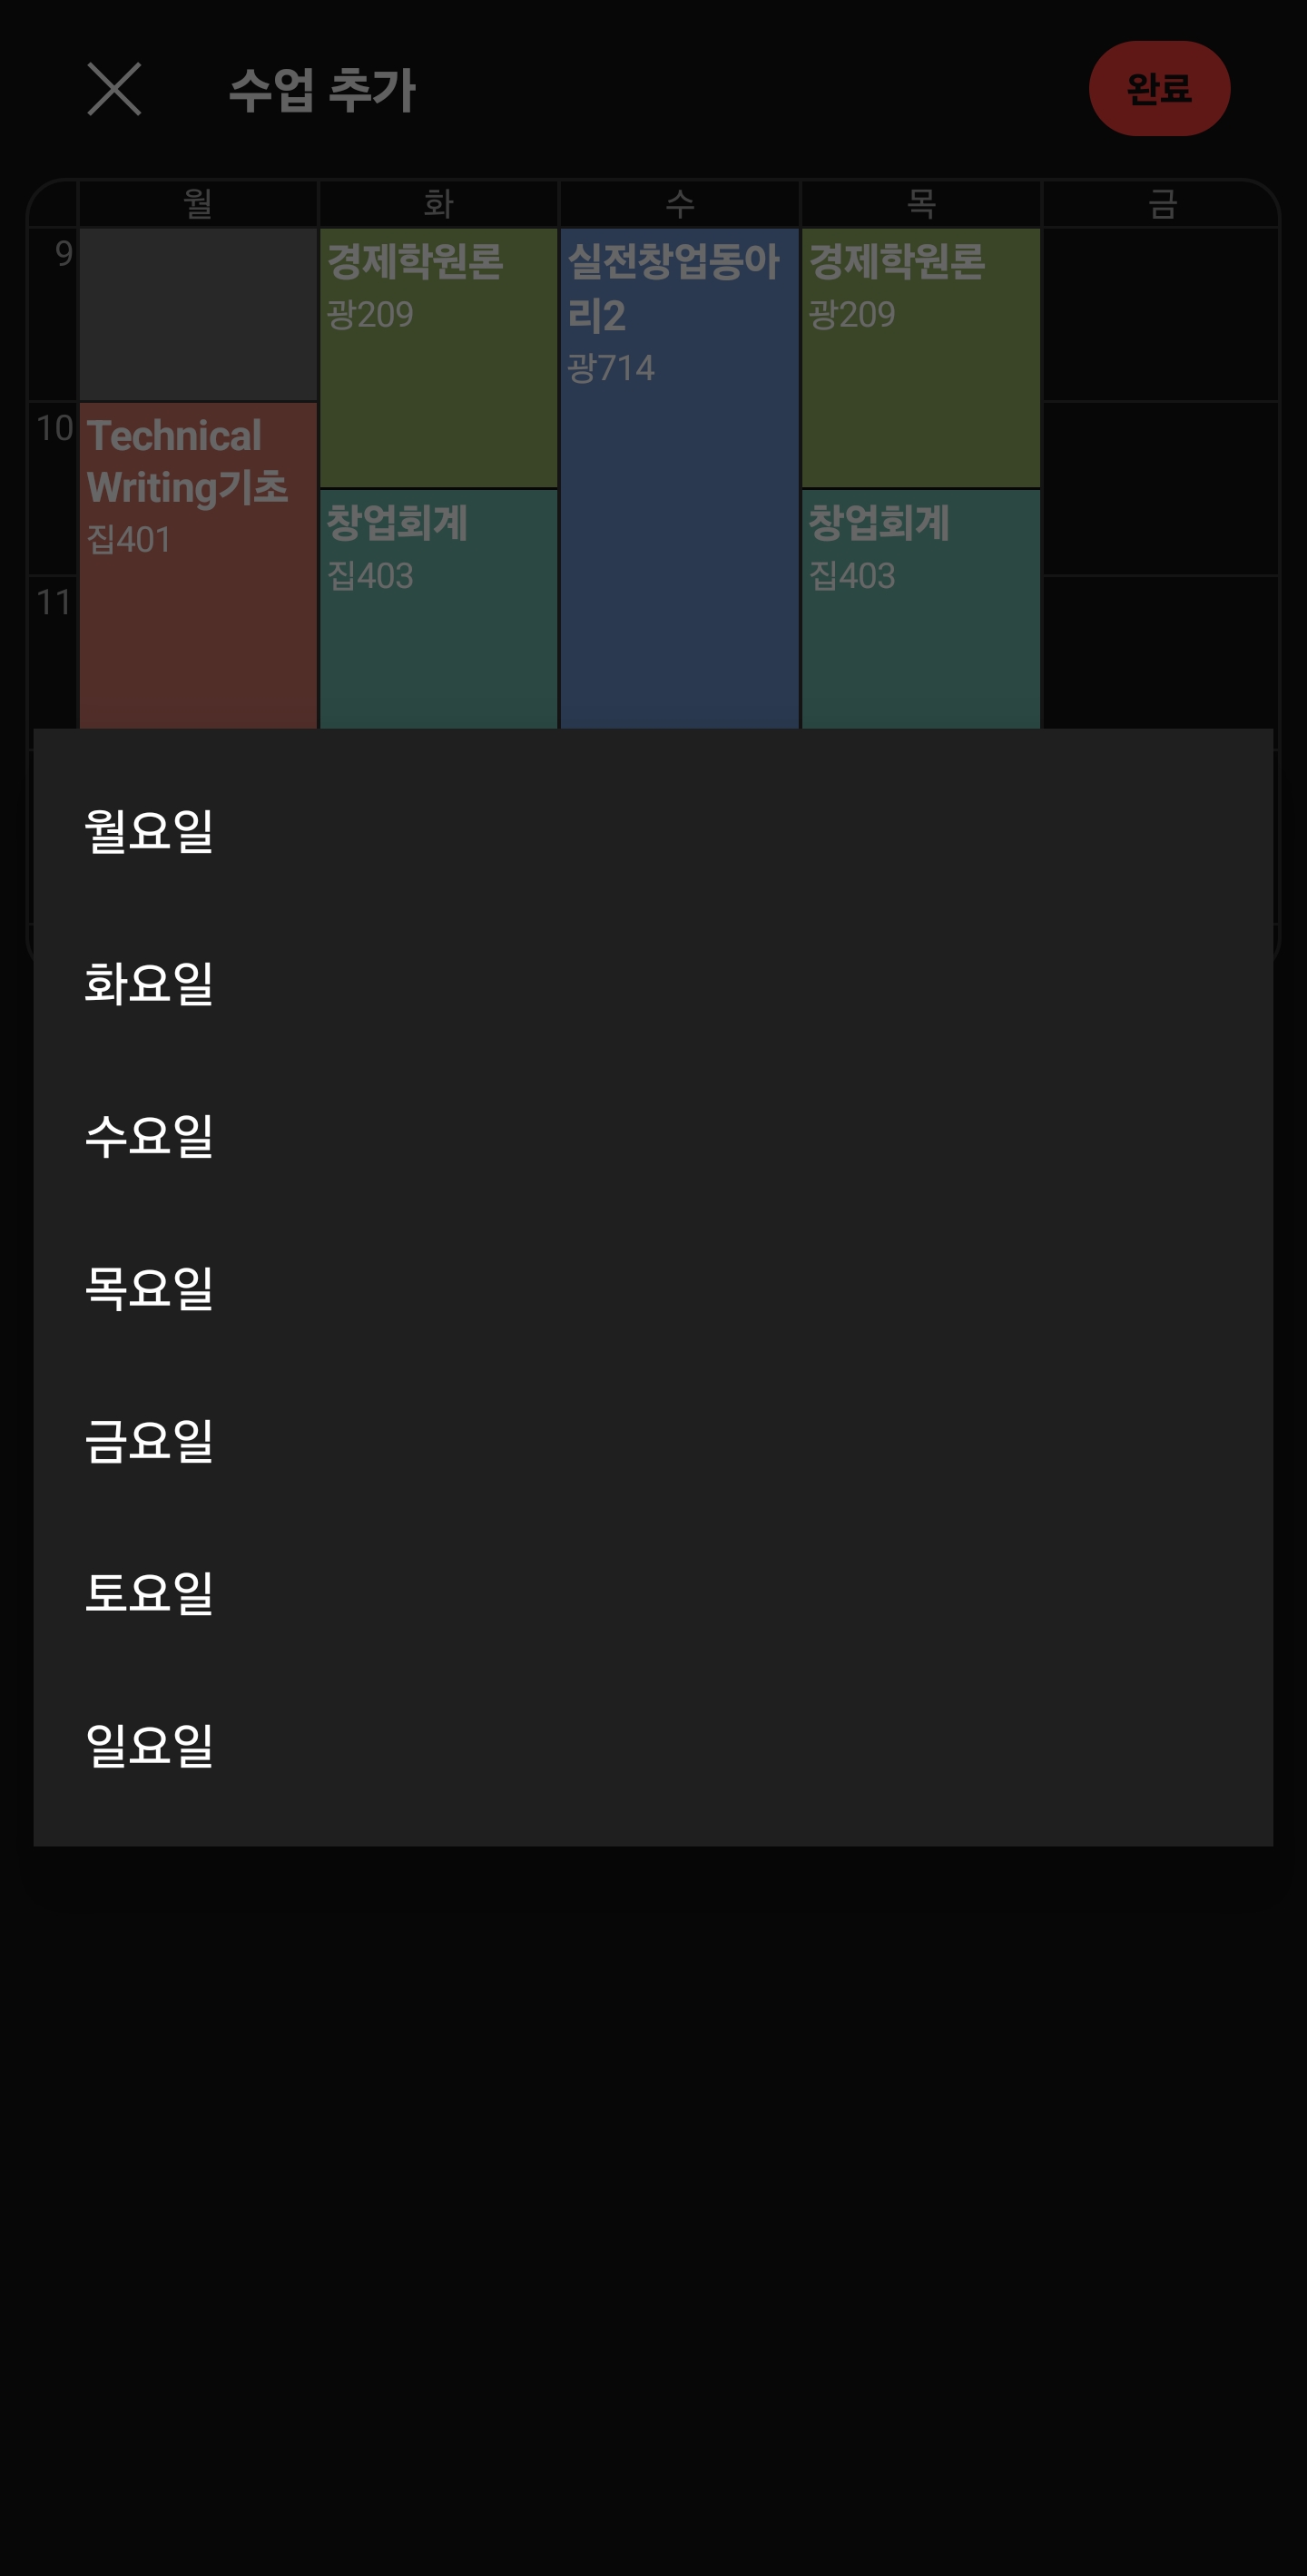 수업 추가
완료
월 화 수 목 금
9
경제학원론
광209
실전창업동아
리2
광714
경제학원론
광209
10
Technical
Writing기초
집401
창업회계
집403
창업회계
집403
11
월요일
화요일
수요일
목요일
금요일
토요일
일요일